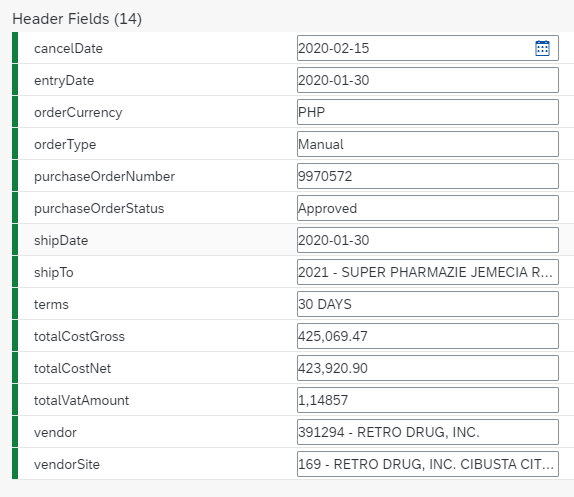 Header Fields (14)
cancelDate 2020-02-15
entryDate 2020-01-30
orderCurrency PHP
orderType Manual
purchaseOrderNumber 9970572
purchaseOrderStatus Approved
shipDate 2020-01-30
shipTo 2021 - SUPER PHARMAZIE JEMECIA R...
terms 30 DAYS
totalCostGross 425,069.47
totalCostNet 423,920.90
totalVatAmount 1,14857
vendor 391294 - RETRO DRUG, INC.
vendorSite 169 - RETRO DRUG, INC. CIBUSTA CIT...